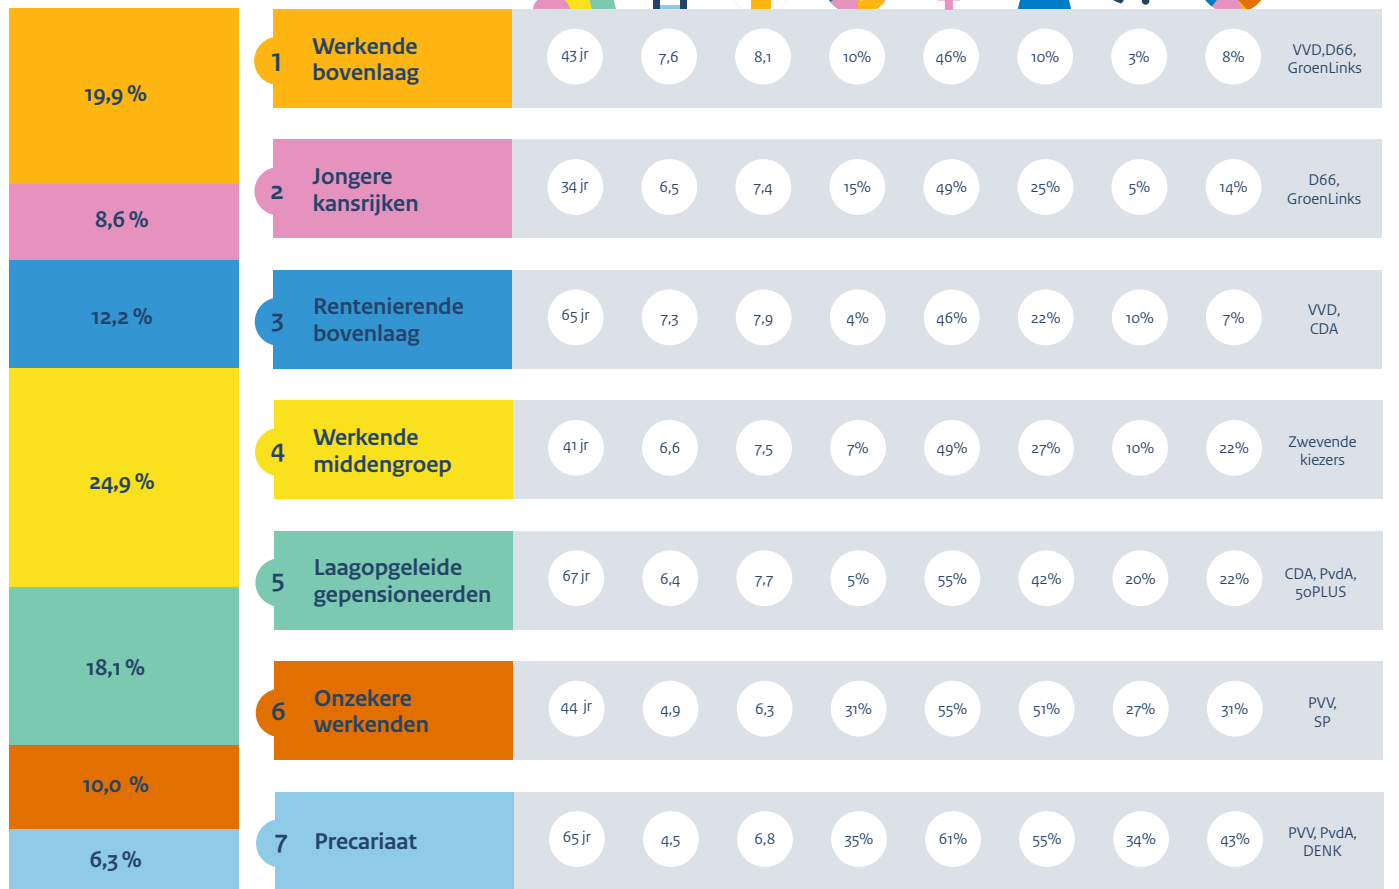 19,9 %
8,6 %
12,2 %
24,9 %
18,1 %
10,0 %
6,3 %
1
Werkende
bovenlaag
43 jr
7,6
8,1
10%
46%
10%
3%
8%
VVD,D66,
GroenLinks
2
Jongere
kansrijken
34 jr
6,5
7,4
15%
49%
25%
5%
14%
D66,
GroenLinks
3
Rentenierende
bovenlaag
65 jr
7,3
7,9
4%
46%
22%
10%
7%
VVD,
CDA
4
Werkende
middengroep
41 jr
6,6
7,5
7%
49%
27%
10%
22%
Zwevende
kiezers
5
Laagopgeleide
gepensioneerden
67 jr
6,4
7,7
5%
55%
42%
20%
22%
CDA, PvdA,
50PLUS
6
Onzekere
werkenden
44 jr
4,9
6,3
31%
55%
51%
27%
31%
PVV,
SP
7
Precariaat
65 jr
4,5
6,8
35%
61%
55%
34%
43%
PVV, PvdA,
DENK